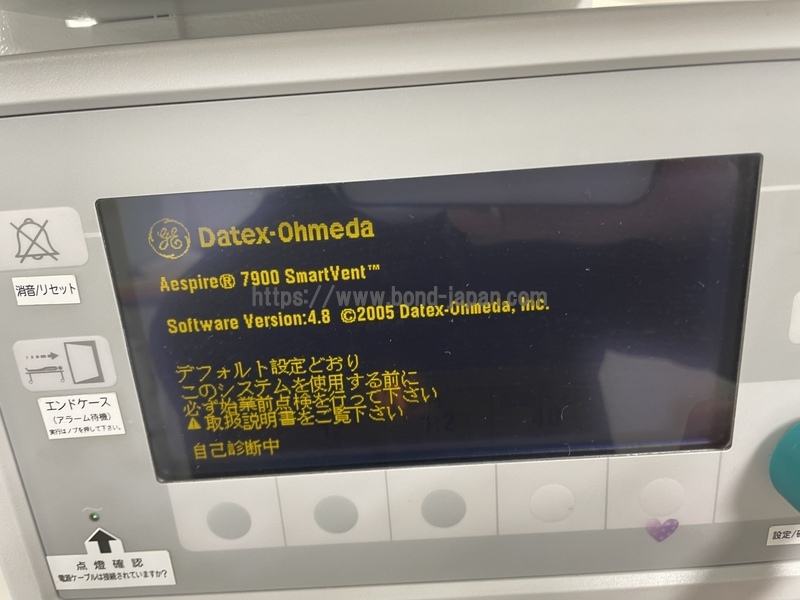 Datex-Ohmeda
Aespire® 7900 SmartVent™
https://www.bond-japan.com/
Software Version:4.8 ©2005 Datex-Ohmeda, Inc.
デフォルト設定どおり
このシステムを使用する前に
必ず始業前点検を行って下さい
⚠取扱説明書をご覧下さい
自己診断中
消音/リセット
エンドケース
(アラーム待機)
実行はノブを押して下さい。
点燈確認
電源ケーブルは接続されていますか?
設定/